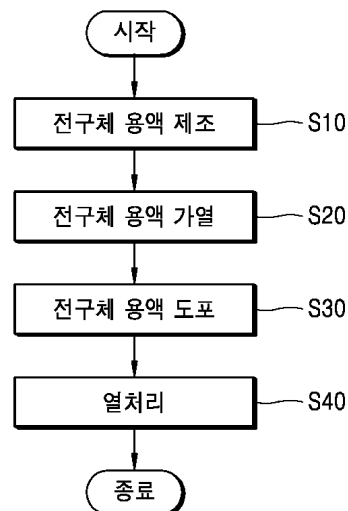 시작
전구체 용액 제조 S10
전구체 용액 가열 S20
전구체 용액 도포 S30
열처리 S40
종료